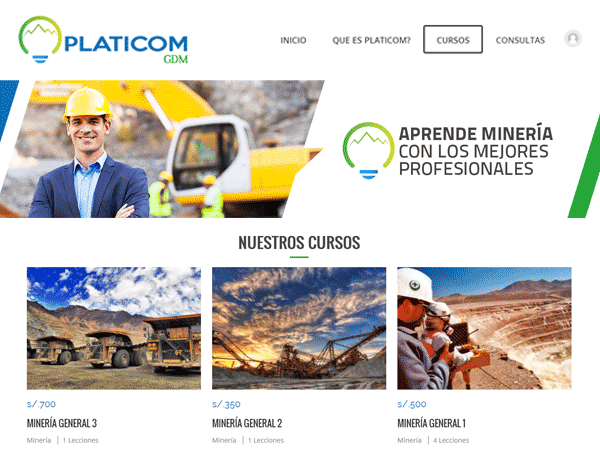 PLATICOM
GDM
INICIO
QUE ES PLATICOM?
CURSOS
CONSULTAS
APRENDE MINERÍA
CON LOS MEJORES
PROFESIONALES
NUESTROS CURSOS
s/.700
s/.350
s/.500
MINERÍA GENERAL 3
MINERÍA GENERAL 2
MINERÍA GENERAL 1
Minería | 1 Lecciones
Minería | 1 Lecciones
Minería | 4 Lecciones